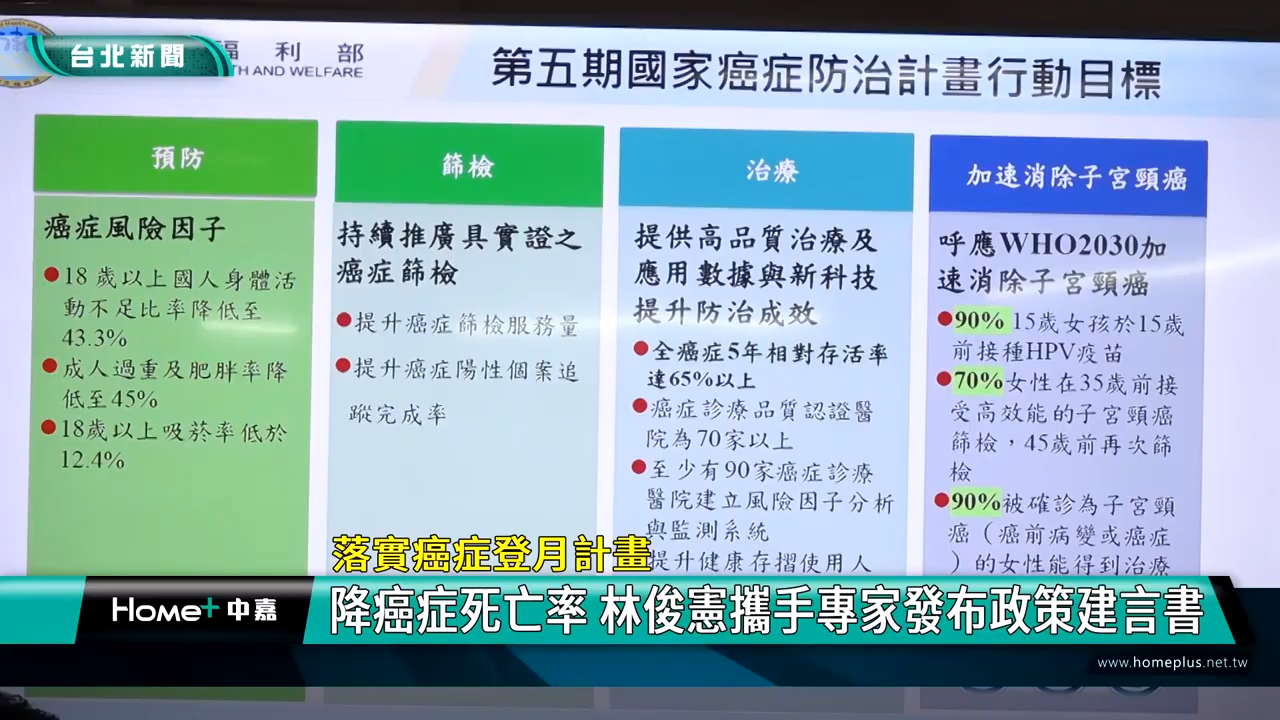 台北新聞
福利部
TH AND WELFARE
第五期國家癌症防治計畫行動目標
預防
癌症風險因子
●18 歲以上國人身體活
動不足比率降低至
43.3%
●成人過重及肥胖率降
低至45%
●18歲以上吸菸率低於
12.4%
篩檢
持續推廣具實證之
癌症篩檢
●提升癌症篩檢服務量
●提升癌症陽性個案追
蹤完成率
治療
提供高品質治療及
應用數據與新科技
提升防治成效
●全癌症5年相對存活率
達65%以上
●癌症診療品質認證醫
院為70家以上
●至少有90家癌症診療
醫院建立風險因子分析
與監測系統
提升健康存摺使用人
加速消除子宮頸癌
呼應WHO2030加
速消除子宮頸癌
●90% 15歲女孩於15歲
前接種HPV疫苗
●70%女性在35歲前接
受高效能的子宮頸癌
篩檢，45歲前再次篩
檢
●90%被確診為子宮頸
癌（癌前病變或癌症
）的女性能得到治療
落實癌症登月計畫
Home+ 中嘉
降癌症死亡率 林俊憲攜手專家發布政策建言書
www.homeplus.net.tw